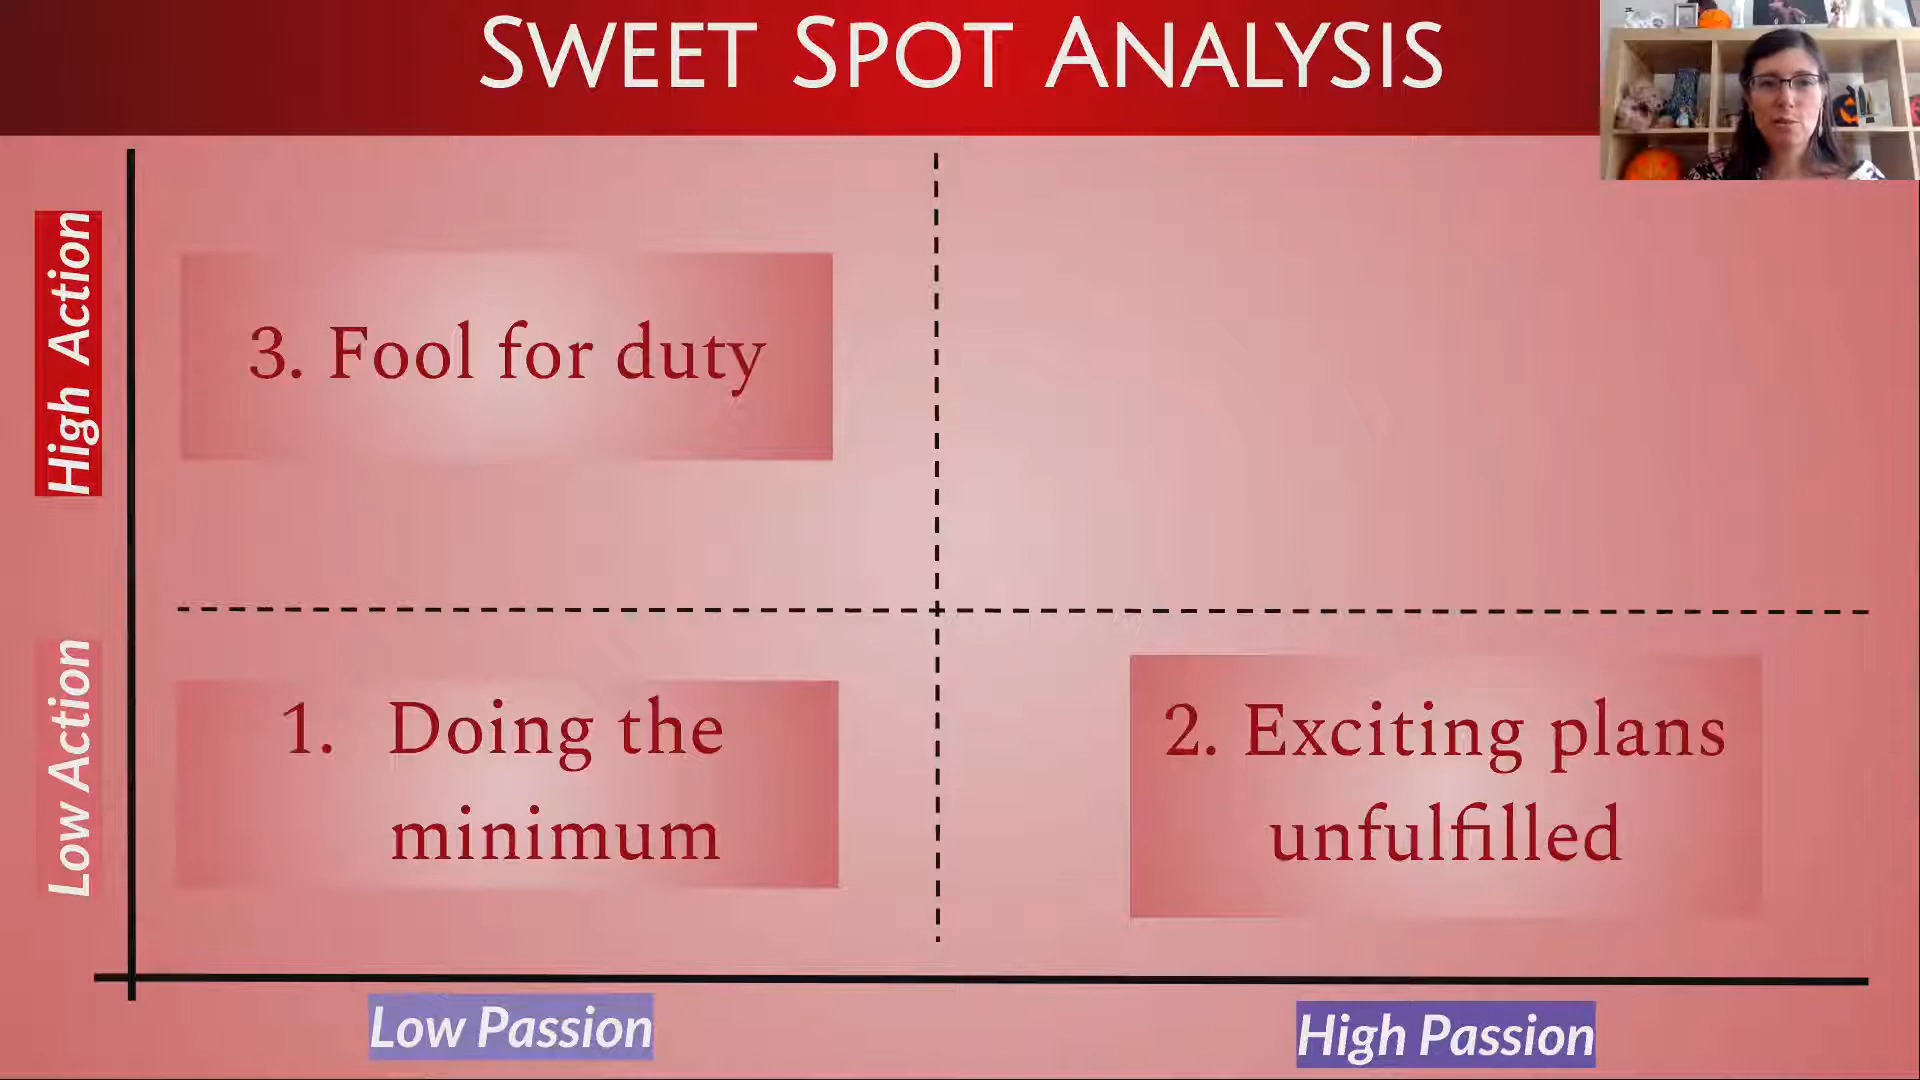 SWEET SPOT ANALYSIS
High Action
3. Fool for duty
Low Action
1. Doing the
minimum
2. Exciting plans
unfulfilled
Low Passion
High Passion